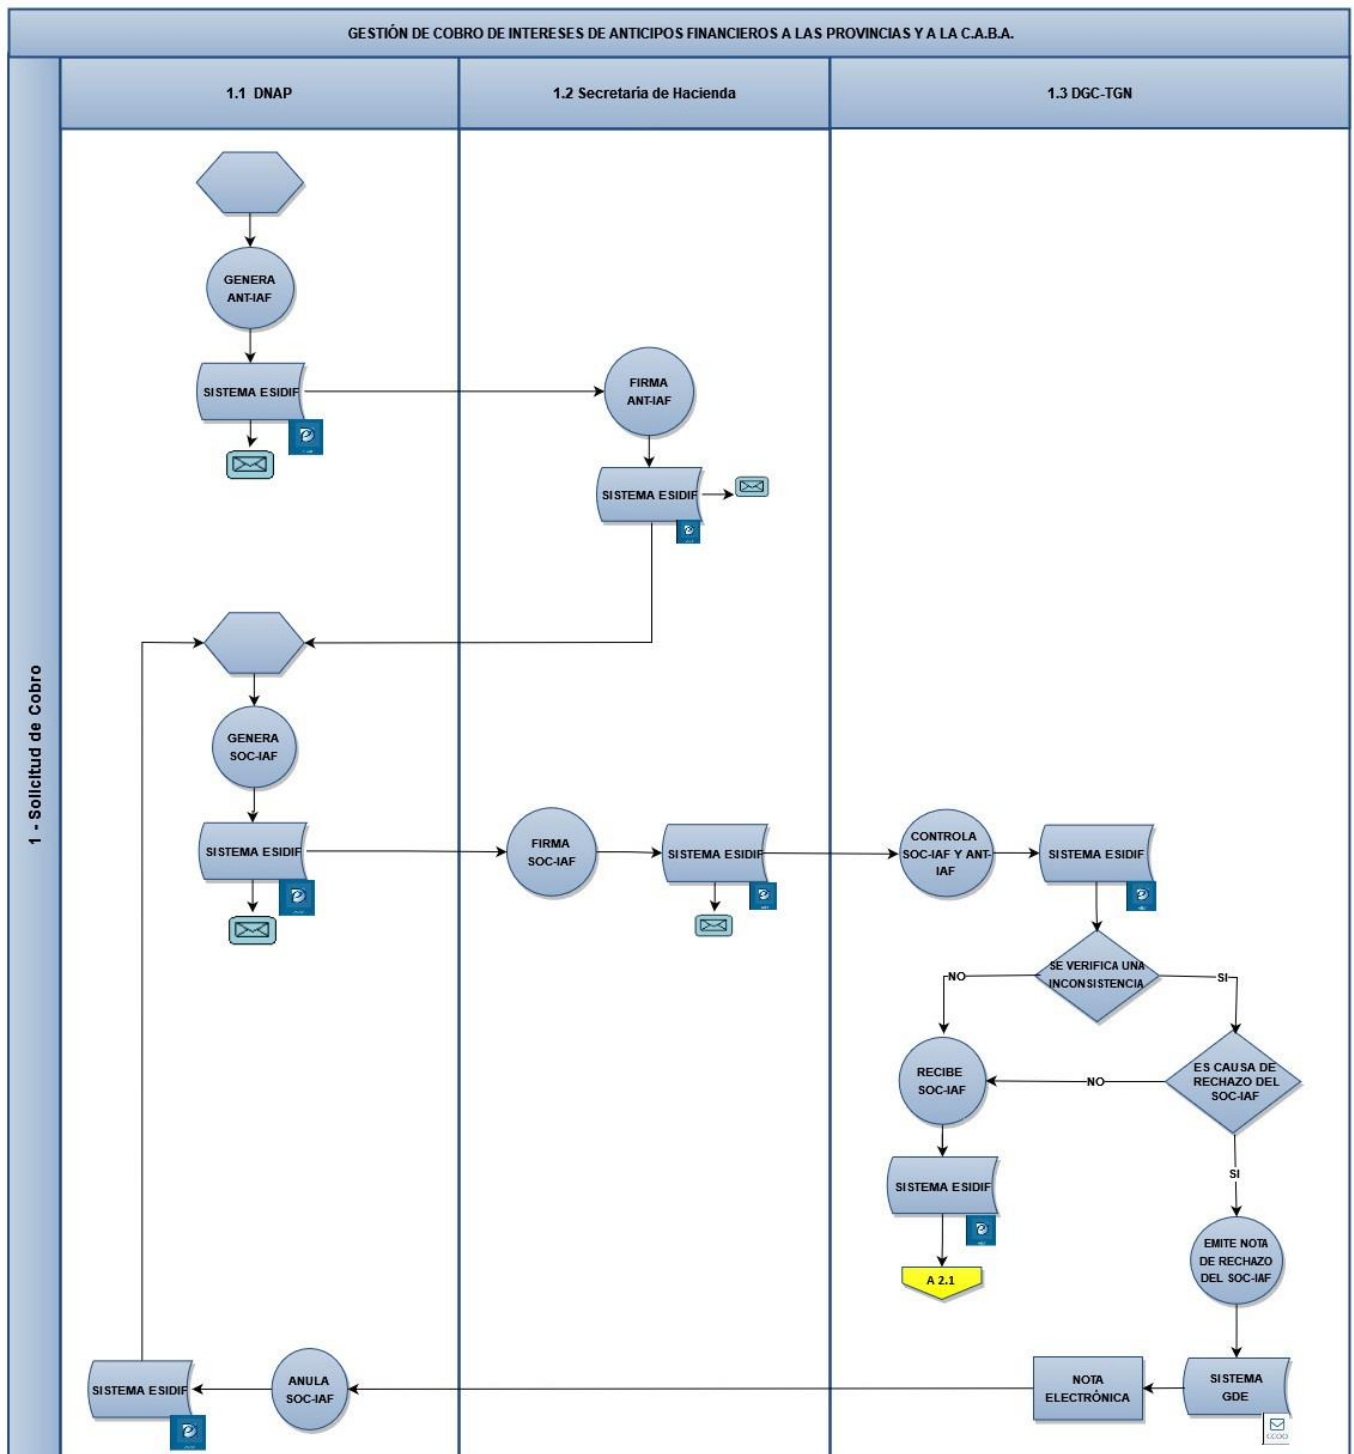 GESTIÓN DE COBRO DE INTERESES DE ANTICIPOS FINANCIEROS A LAS PROVINCIAS Y A LA C.A.B.A.
1.1 DNAP
1.2 Secretaría de Hacienda
1.3 DGC-TGN
1 - Solicitud de Cobro
GENERA
ANT-IAF
SISTEMA ESIDIF
FIRMA
ANT-IAF
SISTEMA ESIDIF
GENERA
SOC-IAF
SISTEMA ESIDIF
FIRMA
SOC-IAF
SISTEMA ESIDIF
CONTROLA
SOC-IAF Y ANT-
IAF
SISTEMA ESIDIF
SE VERIFICA UNA
INCONSISTENCIA
NO
SI
RECIBE
SOC-IAF
NO
ES CAUSA DE
RECHAZO DEL
SOC-IAF
SISTEMA ESIDIF
SI
A 2.1
EMITE NOTA
DE RECHAZO
DEL SOC-IAF
SISTEMA
GDE
CCOO
NOTA
ELECTRÓNICA
ANULA
SOC-IAF
SISTEMA ESIDIF